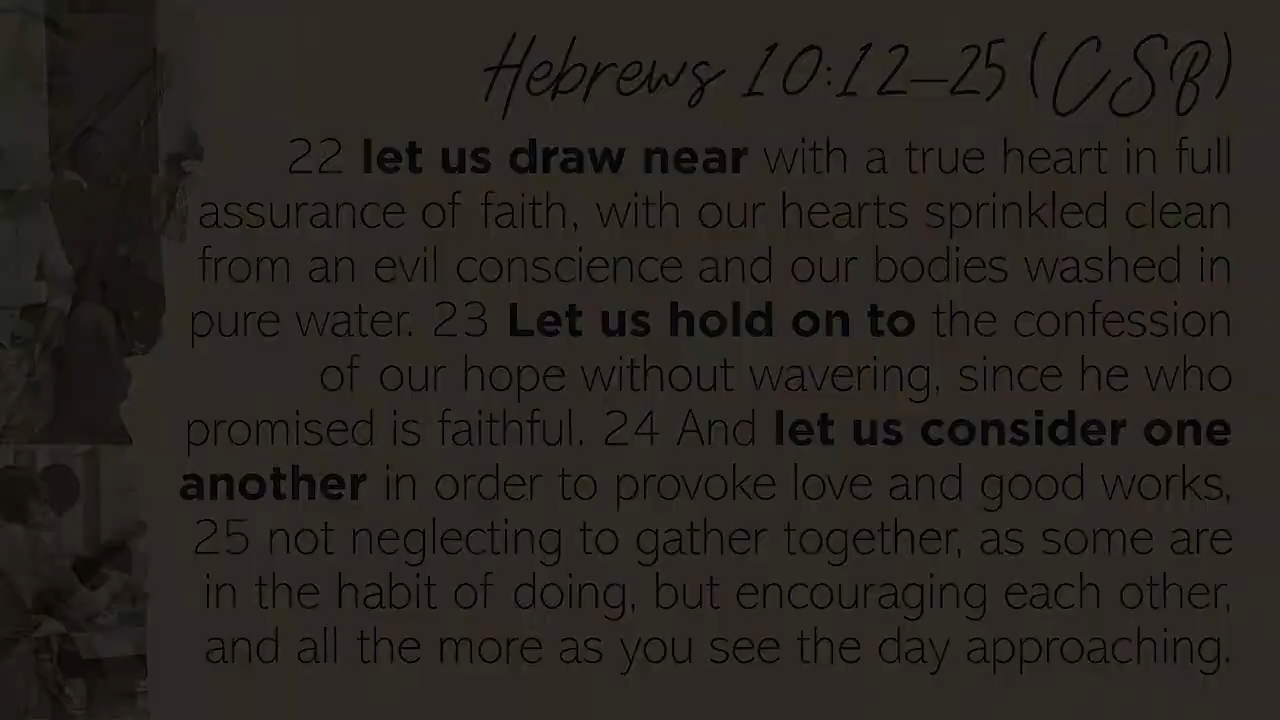 Hebrews 10:12–25 (CSB)
22 let us draw near with a true heart in full
assurance of faith, with our hearts sprinkled clean
from an evil conscience and our bodies washed in
pure water. 23 Let us hold on to the confession
of our hope without wavering, since he who
promised is faithful. 24 And let us consider one
another in order to provoke love and good works,
25 not neglecting to gather together, as some are
in the habit of doing, but encouraging each other,
and all the more as you see the day approaching.